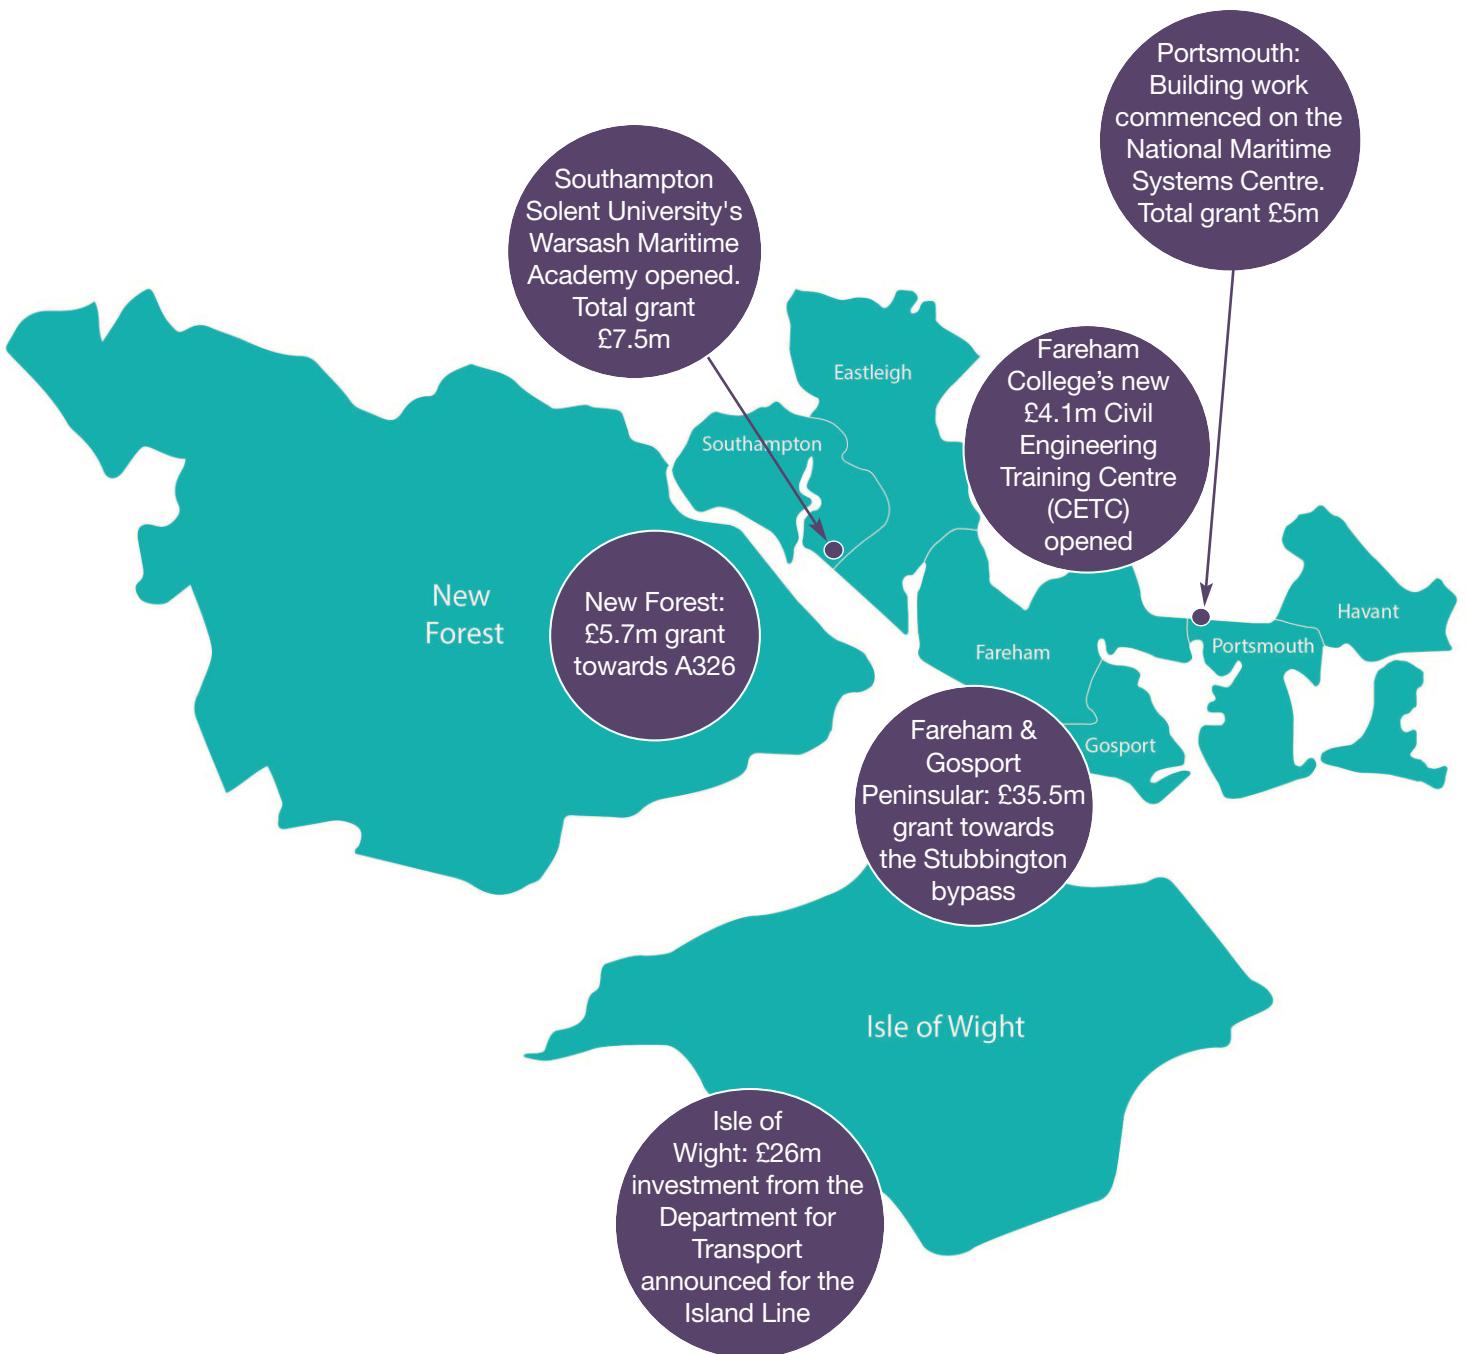 Portsmouth:
Building work
commenced on the
National Maritime
Systems Centre.
Total grant £5m
Southampton
Solent University's
Warsash Maritime
Academy opened.
Total grant
£7.5m
Fareham
College’s new
£4.1m Civil
Engineering
Training Centre
(CETC)
opened
Eastleigh
Southampton
New
Forest
New Forest:
£5.7m grant
towards A326
Havant
Portsmouth
Fareham
Gosport
Fareham &
Gosport
Peninsular: £35.5m
grant towards
the Stubbington
bypass
Isle of Wight
Isle of
Wight: £26m
investment from the
Department for
Transport
announced for the
Island Line